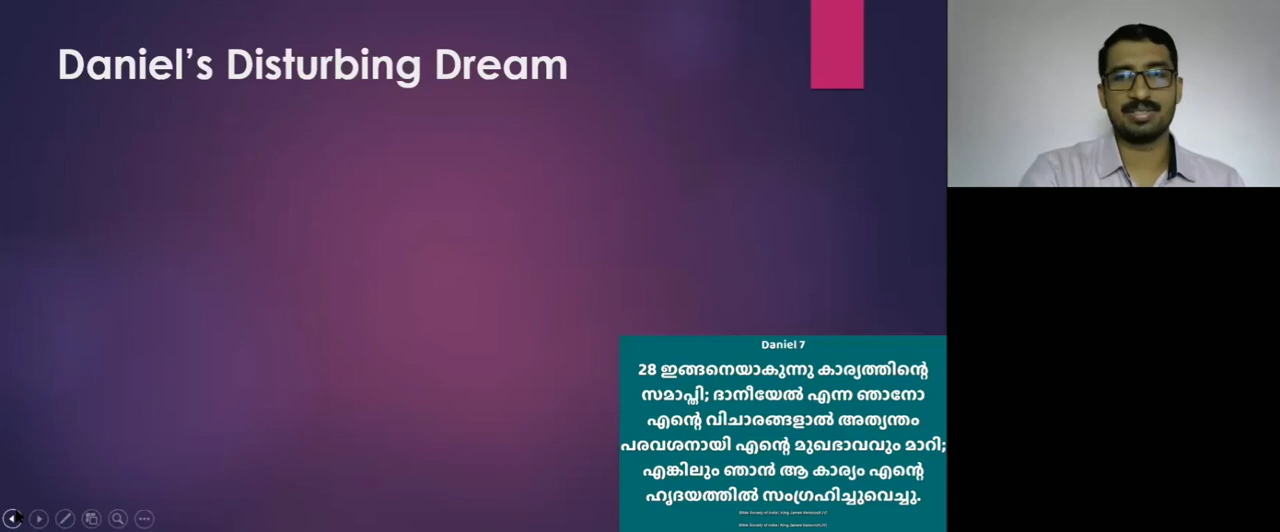 Daniel's Disturbing Dream
Daniel 7
28 ഇങ്ങനെയാകുന്നു കാര്യത്തിന്റെ
സമാപ്തി; ദാനീയേൽ എന്ന ഞാനോ
എന്റെ വിചാരങ്ങളാൽ അത്യന്തം
പരവശനായി എന്റെ മുഖഭാവവും മാറി;
എങ്കിലും ഞാൻ ആ കാര്യം എന്റെ
ഹൃദയത്തിൽ സംഗ്രഹിച്ചുവെച്ചു.